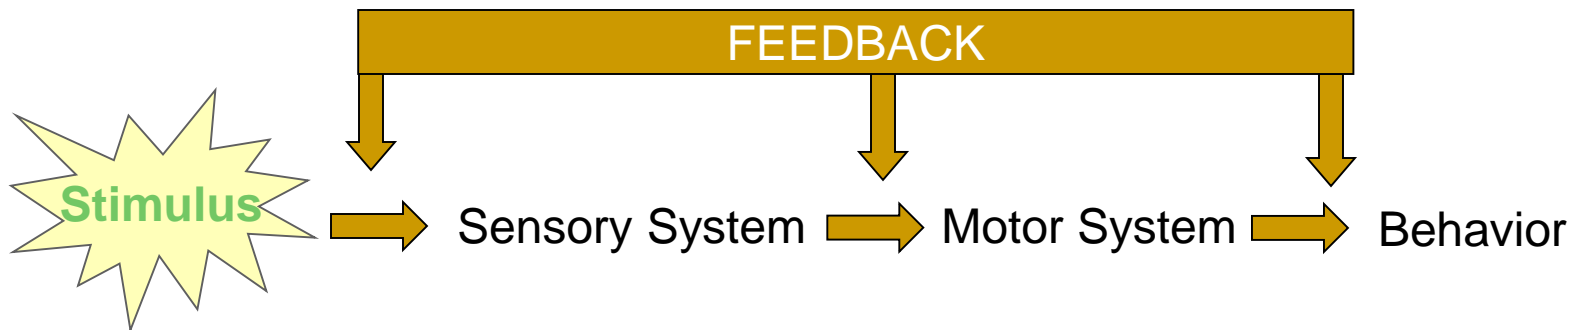 FEEDBACK
Stimulus
Sensory System
Motor System
Behavior